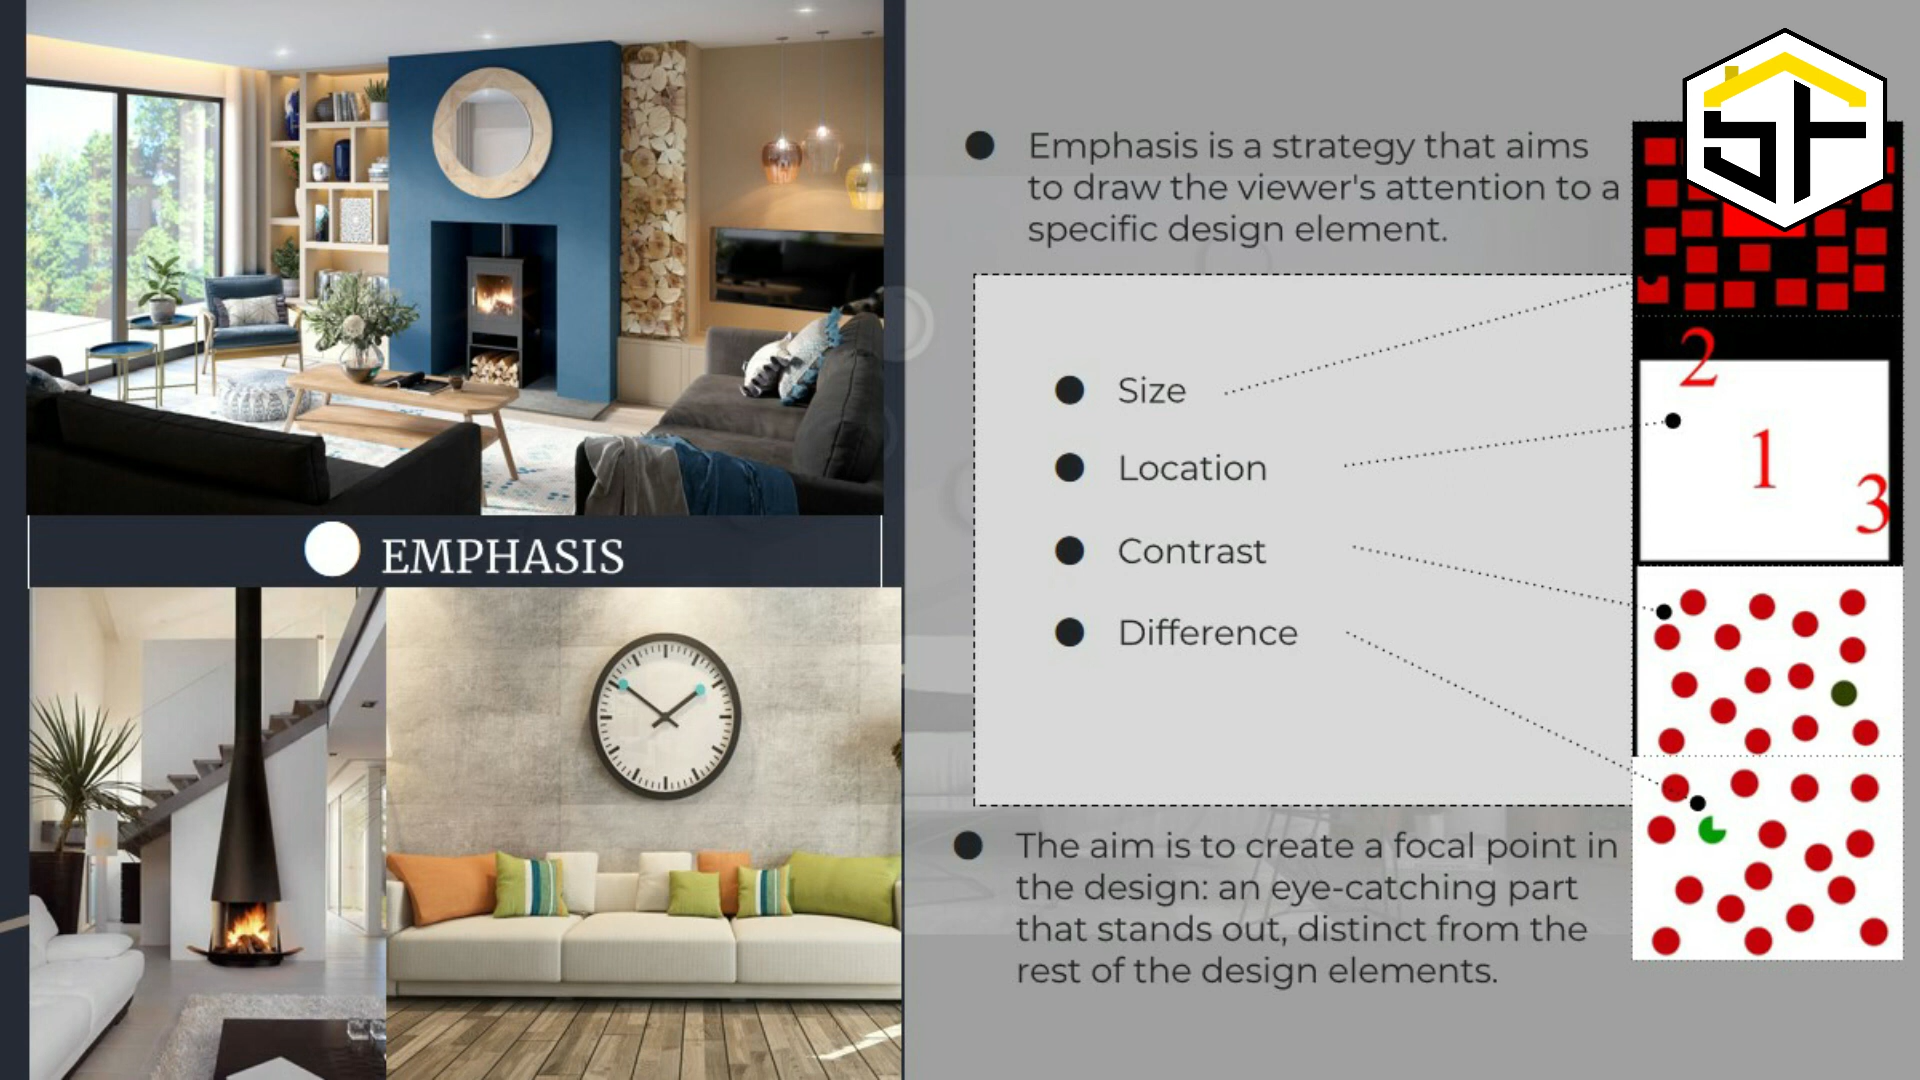 EMPHASIS
Emphasis is a strategy that aims
to draw the viewer's attention to a
specific design element.
Size
Location
Contrast
Difference
The aim is to create a focal point in
the design: an eye-catching part
that stands out, distinct from the
rest of the design elements.
2
1
3